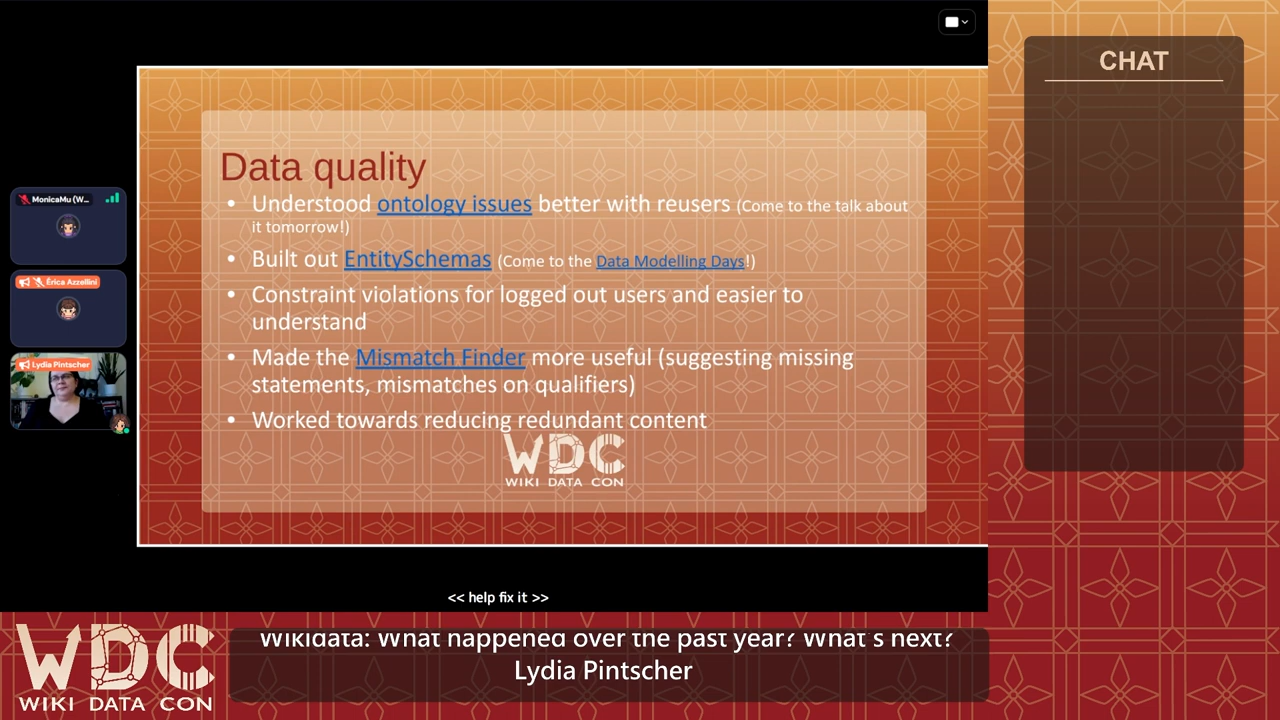 CHAT
Data quality
• Understood ontology issues better with reusers (Come to the talk about
it tomorrow!)
• Built out EntitySchemas (Come to the Data Modelling Days!)
• Constraint violations for logged out users and easier to
understand
• Made the Mismatch Finder more useful (suggesting missing
statements, mismatches on qualifiers)
• Worked towards reducing redundant content
WDC
WIKI DATA CON
MonicaMu (W...
Érica Azzellini
Lydia Pintscher
<< help fix it >>
WDC
WIKI DATA CON
Wikidata: What happened over the past year? What's next?
Lydia Pintscher